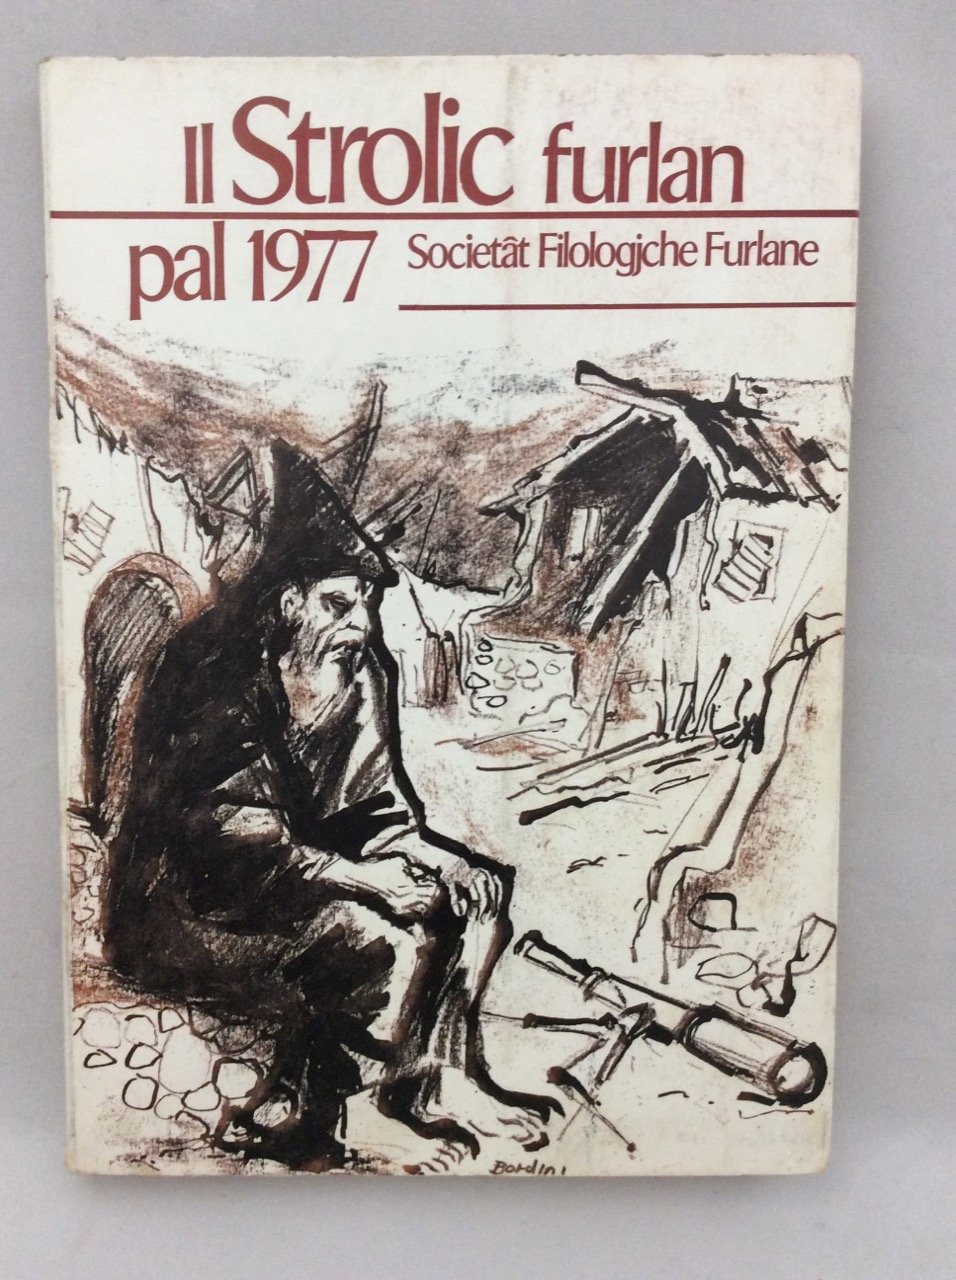 Il Strolic furlan
pal 1977 Societât Filologjche Furlane
Bordini